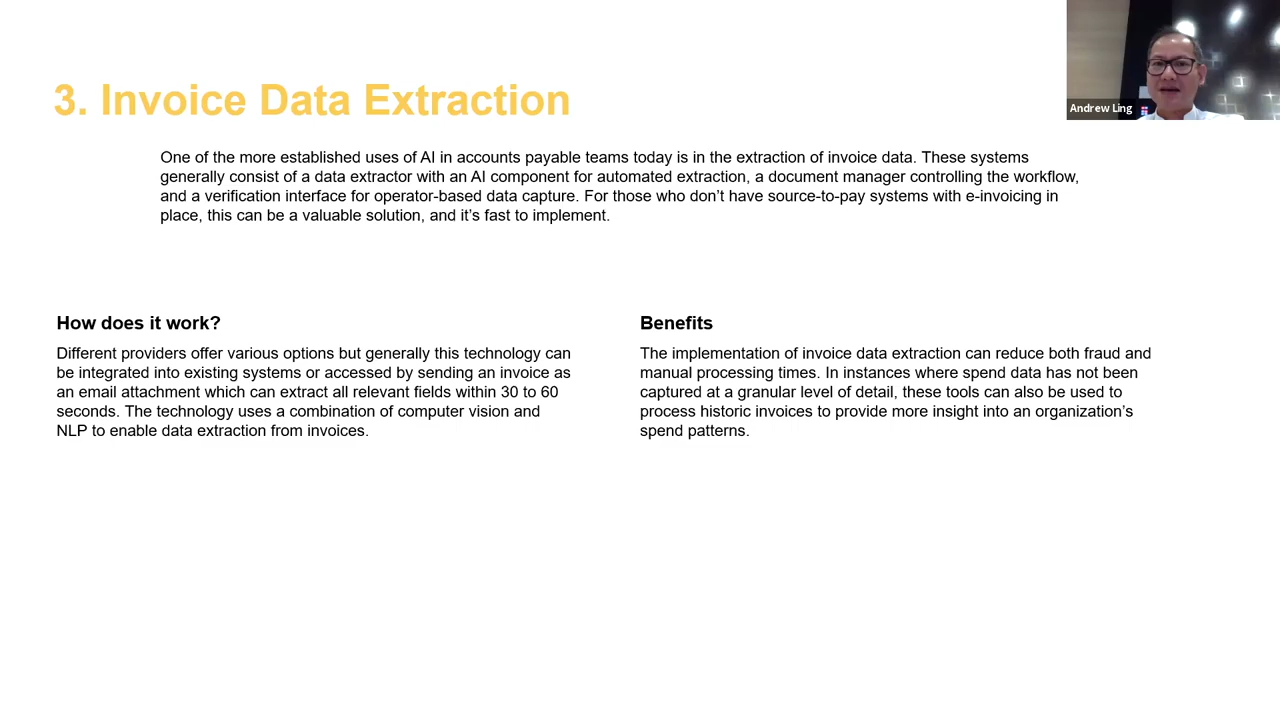 3. Invoice Data Extraction
Andrew Ling
One of the more established uses of AI in accounts payable teams today is in the extraction of invoice data. These systems
generally consist of a data extractor with an AI component for automated extraction, a document manager controlling the workflow,
and a verification interface for operator-based data capture. For those who don’t have source-to-pay systems with e-invoicing in
place, this can be a valuable solution, and it’s fast to implement.
How does it work?
Different providers offer various options but generally this technology can
be integrated into existing systems or accessed by sending an invoice as
an email attachment which can extract all relevant fields within 30 to 60
seconds. The technology uses a combination of computer vision and
NLP to enable data extraction from invoices.
Benefits
The implementation of invoice data extraction can reduce both fraud and
manual processing times. In instances where spend data has not been
captured at a granular level of detail, these tools can also be used to
process historic invoices to provide more insight into an organization’s
spend patterns.